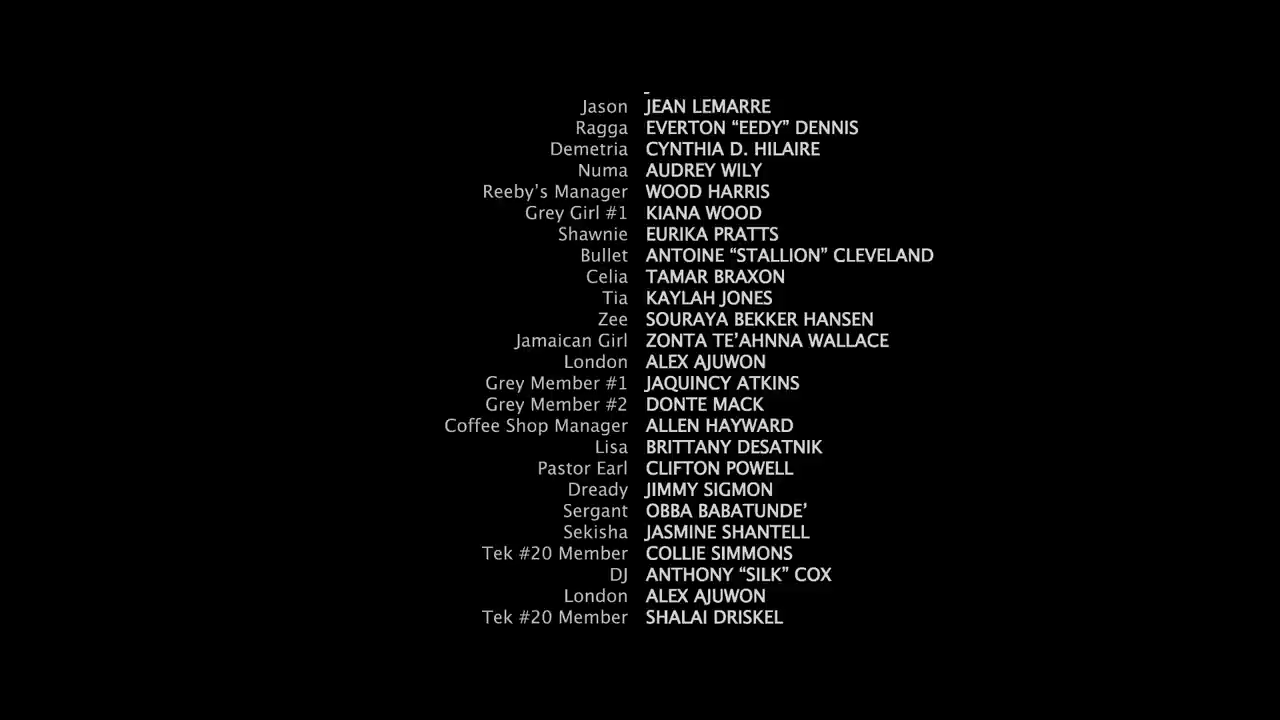 Jason JEAN LEMARRE
Ragga EVERTON “EEDY” DENNIS
Demetria CYNTHIA D. HILAIRE
Numa AUDREY WILY
Reeby’s Manager WOOD HARRIS
Grey Girl #1 KIANA WOOD
Shawnie EURIKA PRATTS
Bullet ANTOINE “STALLION” CLEVELAND
Celia TAMAR BRAXON
Tia KAYLAH JONES
Zee SOURAYA BEKKER HANSEN
Jamaican Girl ZONTA TE’AHNNA WALLACE
London ALEX AJUWON
Grey Member #1 JAQUINCY ATKINS
Grey Member #2 DONTE MACK
Coffee Shop Manager ALLEN HAYWARD
Lisa BRITTANY DESATNIK
Pastor Earl CLIFTON POWELL
Dready JIMMY SIGMON
Sergant OBBA BABATUNDE’
Sekisha JASMINE SHANTELL
Tek #20 Member COLLIE SIMMONS
DJ ANTHONY “SILK” COX
London ALEX AJUWON
Tek #20 Member SHALAI DRISKEL